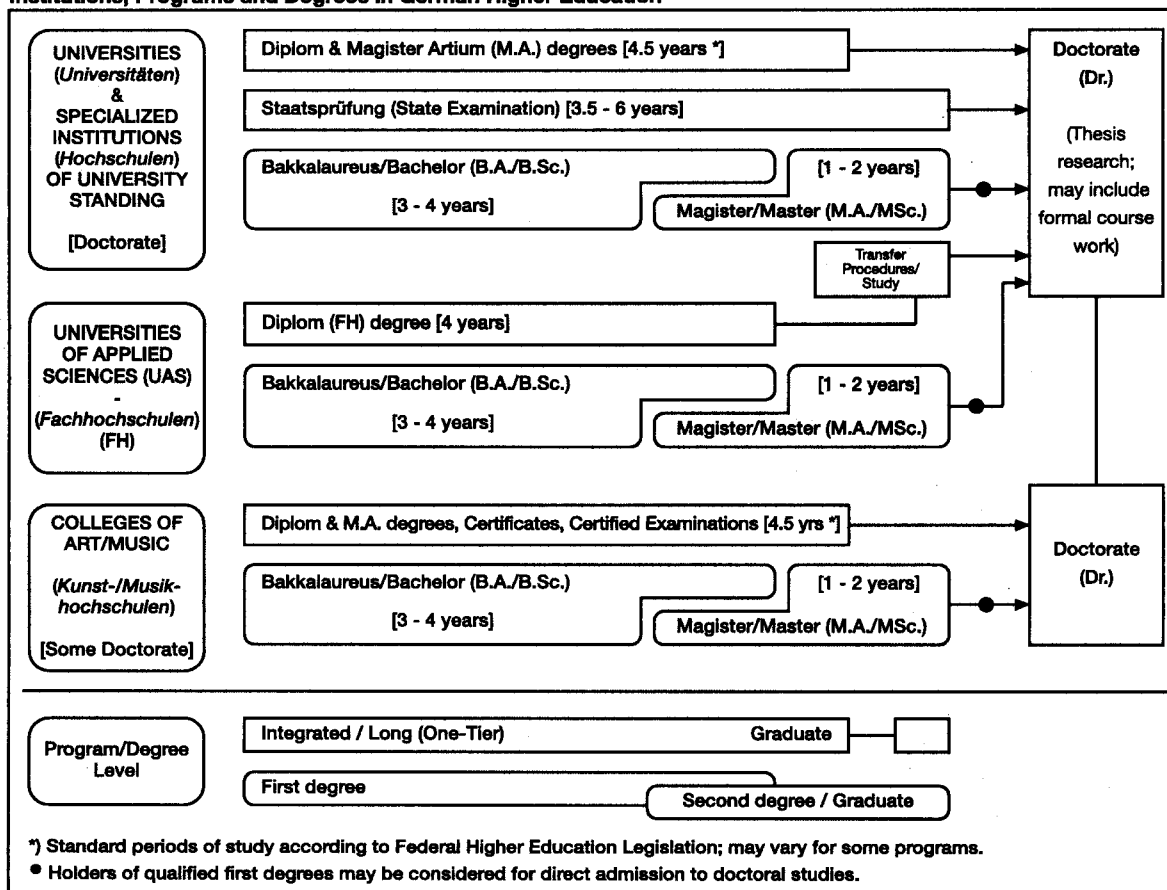 Institutions, Programs and Degrees in German Higher Education
UNIVERSITIES
(Universitäten)
&
SPECIALIZED
INSTITUTIONS
(Hochschulen)
OF UNIVERSITY
STANDING
[Doctorate]
Diplom & Magister Artium (M.A.) degrees [4.5 years *]
Staatsprüfung (State Examination) [3.5 - 6 years]
Bakkalaureus/Bachelor (B.A./B.Sc.)
[3 - 4 years]
[1 - 2 years]
Magister/Master (M.A./MSc.)
Transfer
Procedures/
Study
Doctorate
(Dr.)
(Thesis
research;
may include
formal course
work)
UNIVERSITIES
OF APPLIED
SCIENCES (UAS)
-
(Fachhochschulen)
(FH)
Diplom (FH) degree [4 years]
Bakkalaureus/Bachelor (B.A./B.Sc.)
[3 - 4 years]
[1 - 2 years]
Magister/Master (M.A./MSc.)
COLLEGES OF
ART/MUSIC
(Kunst-/Musik-
hochschulen)
[Some Doctorate]
Diplom & M.A. degrees, Certificates, Certified Examinations [4.5 yrs *]
Bakkalaureus/Bachelor (B.A./B.Sc.)
[3 - 4 years]
[1 - 2 years]
Magister/Master (M.A./MSc.)
Doctorate
(Dr.)
Program/Degree
Level
Integrated / Long (One-Tier) Graduate
First degree
Second degree / Graduate
*) Standard periods of study according to Federal Higher Education Legislation; may vary for some programs.
● Holders of qualified first degrees may be considered for direct admission to doctoral studies.